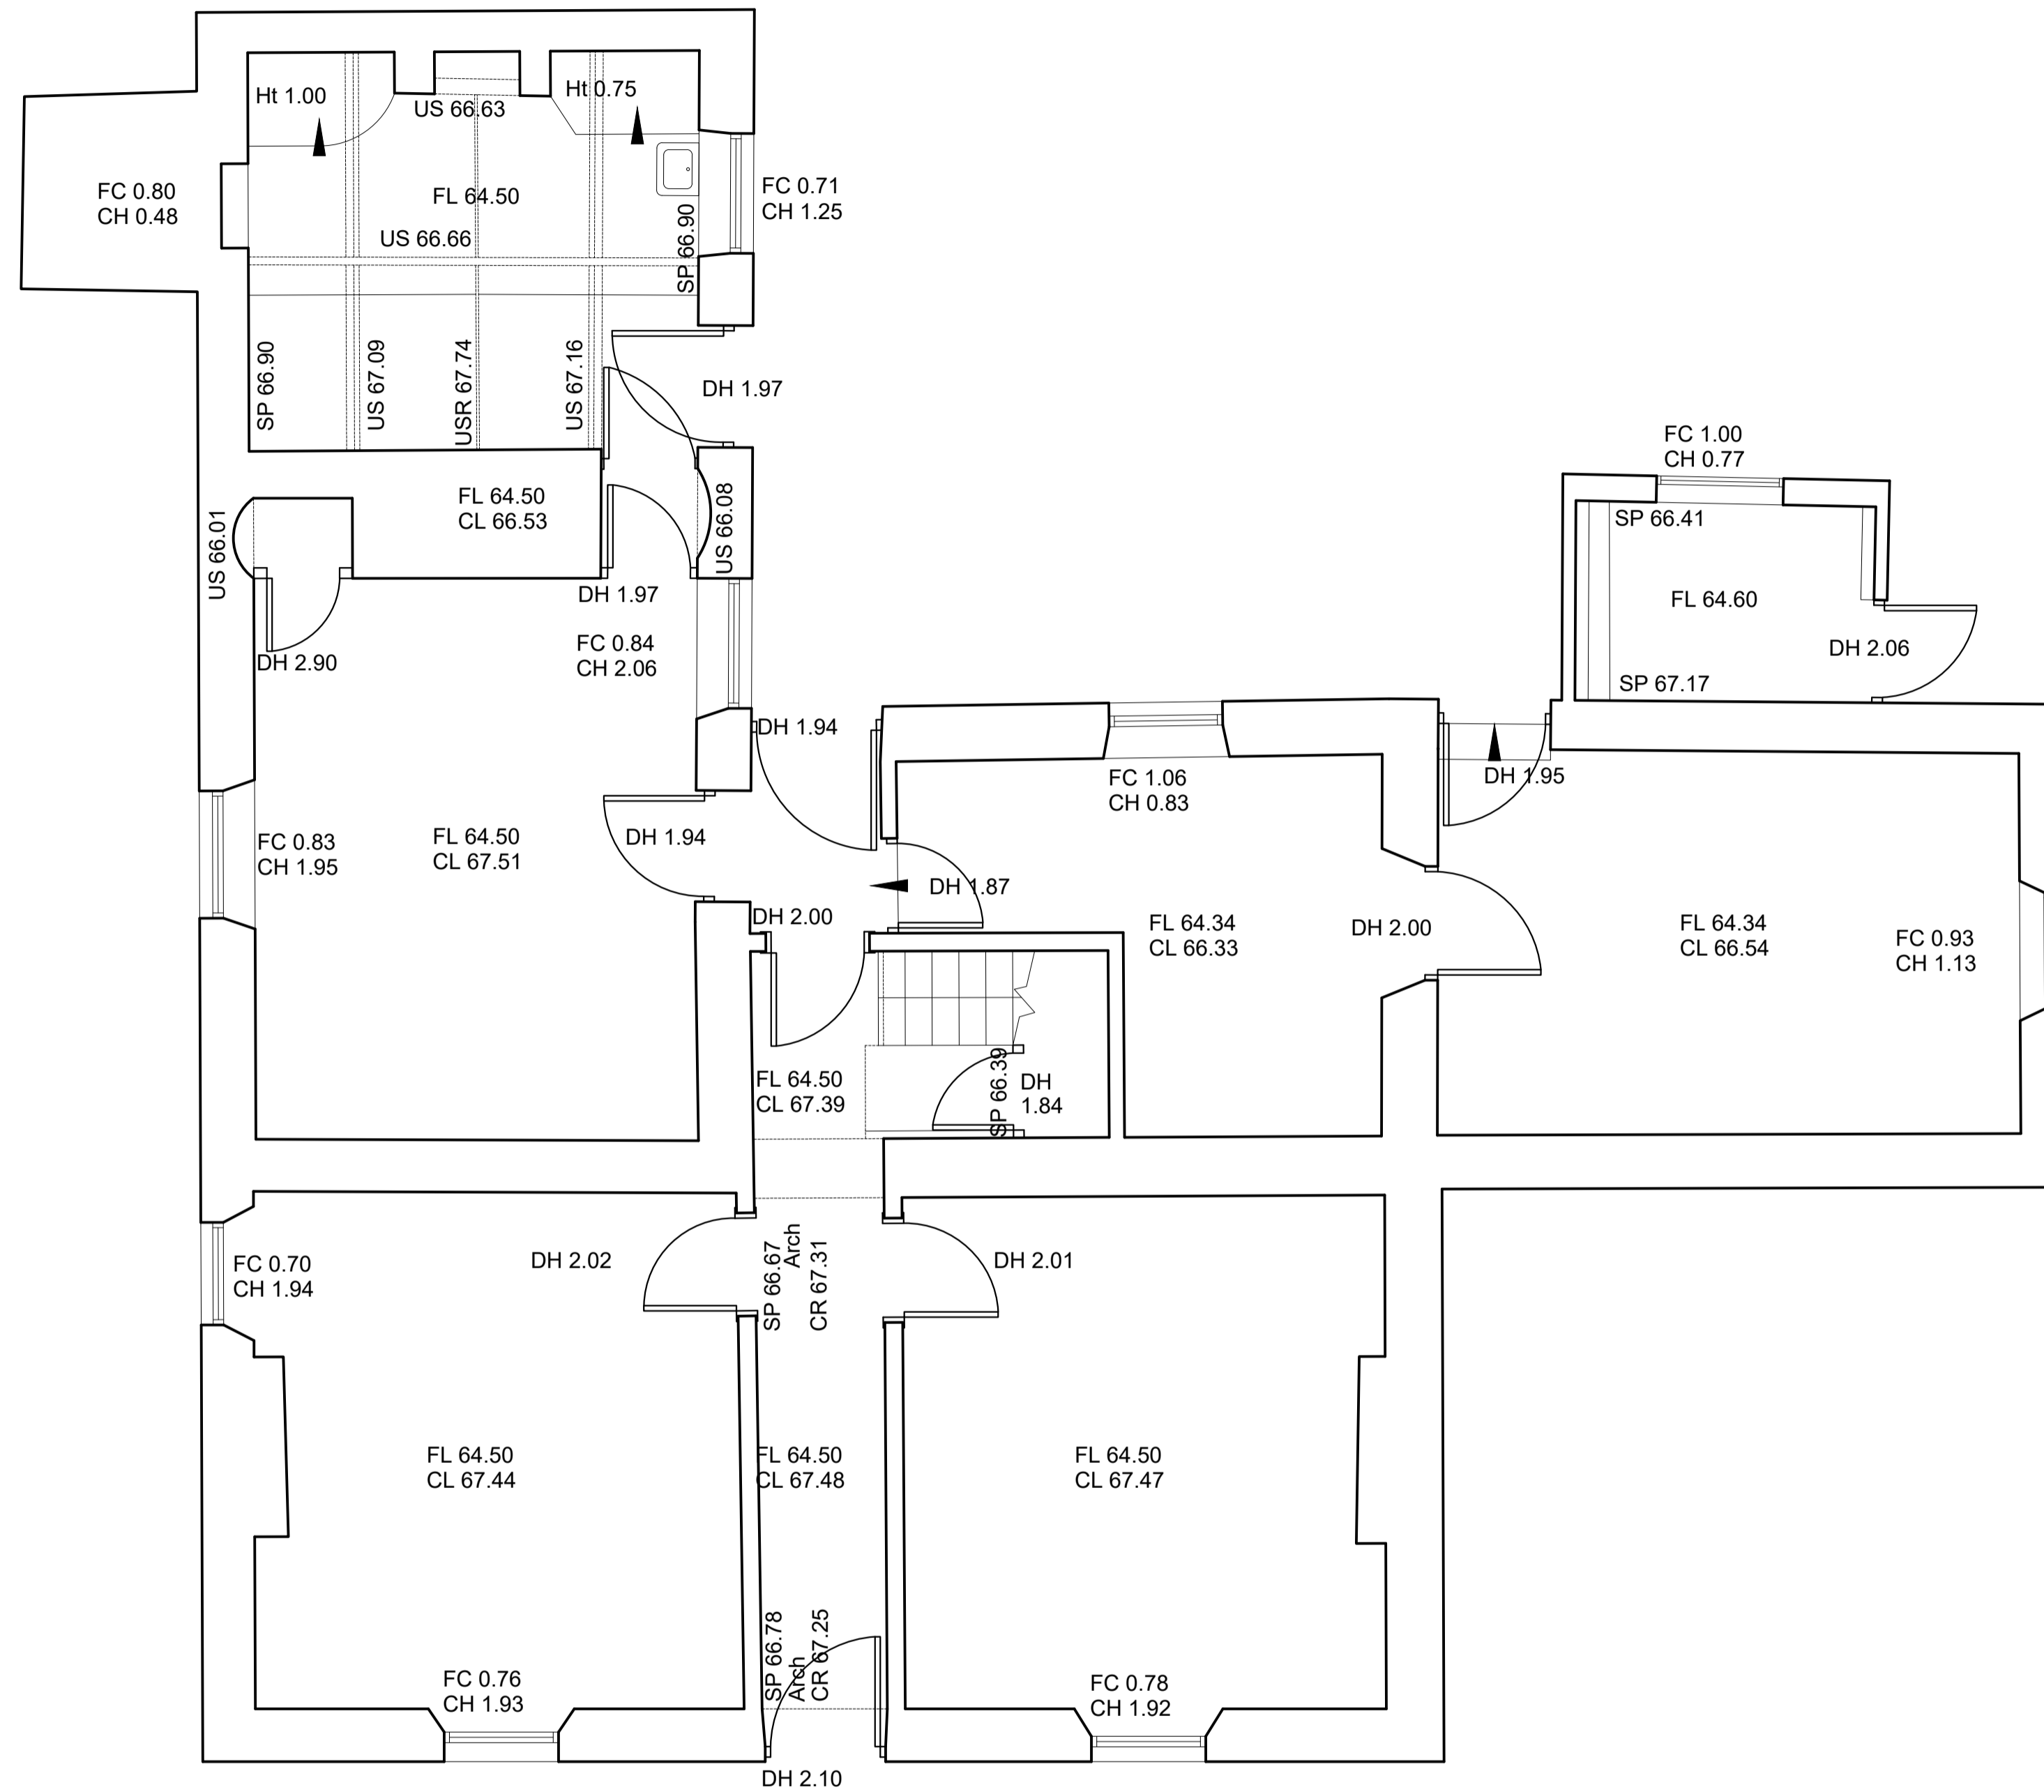 Ht 1.00
US 66.63
Ht 0.75
FC 0.80
CH 0.48
FL 64.50
US 66.66
SP 66.90
FC 0.71
CH 1.25
SP 66.90
US 67.09
USR 67.74
US 67.16
DH 1.97
FC 1.00
CH 0.77
US 66.01
FL 64.50
CL 66.53
US 66.08
SP 66.41
DH 1.97
FL 64.60
DH 2.90
FC 0.84
CH 2.06
DH 2.06
SP 67.17
DH 1.94
FC 1.06
CH 0.83
DH 1.95
FC 0.83
CH 1.95
FL 64.50
CL 67.51
DH 1.94
DH 1.87
DH 2.00
FL 64.34
CL 66.33
DH 2.00
FL 64.34
CL 66.54
FC 0.93
CH 1.13
FL 64.50
CL 67.39
SP 66.39
DH
1.84
FC 0.70
CH 1.94
DH 2.02
SP 66.67
Arch
CR 67.31
DH 2.01
FL 64.50
CL 67.44
FL 64.50
CL 67.48
FL 64.50
CL 67.47
FC 0.76
CH 1.93
SP 66.78
Arch
CR 67.25
FC 0.78
CH 1.92
DH 2.10